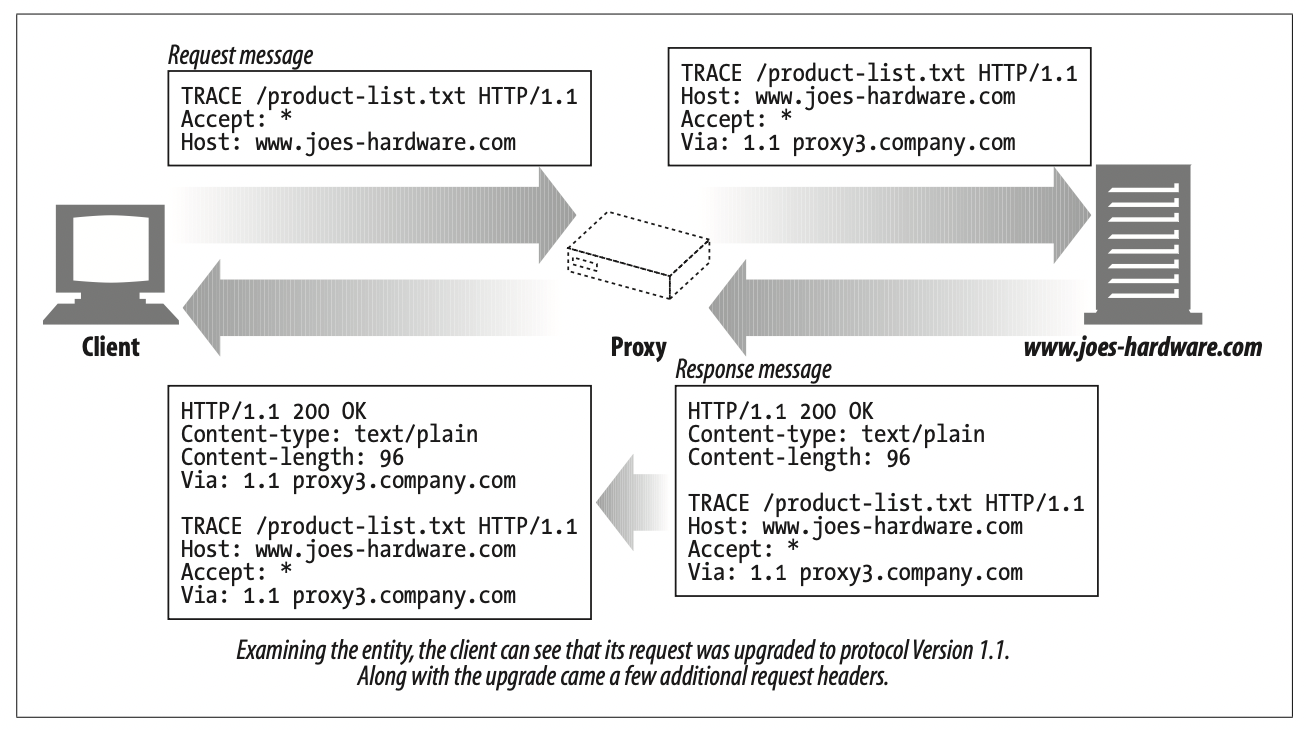 Request message
TRACE /product-list.txt HTTP/1.1
Accept: *
Host: www.joes-hardware.com
TRACE /product-list.txt HTTP/1.1
Host: www.joes-hardware.com
Accept: *
Via: 1.1 proxy3.company.com
Client
Proxy
www.joes-hardware.com
Response message
HTTP/1.1 200 OK
Content-type: text/plain
Content-length: 96
Via: 1.1 proxy3.company.com
TRACE /product-list.txt HTTP/1.1
Host: www.joes-hardware.com
Accept: *
Via: 1.1 proxy3.company.com
HTTP/1.1 200 OK
Content-type: text/plain
Content-length: 96
TRACE /product-list.txt HTTP/1.1
Host: www.joes-hardware.com
Accept: *
Via: 1.1 proxy3.company.com
Examining the entity, the client can see that its request was upgraded to protocol Version 1.1.
Along with the upgrade came a few additional request headers.